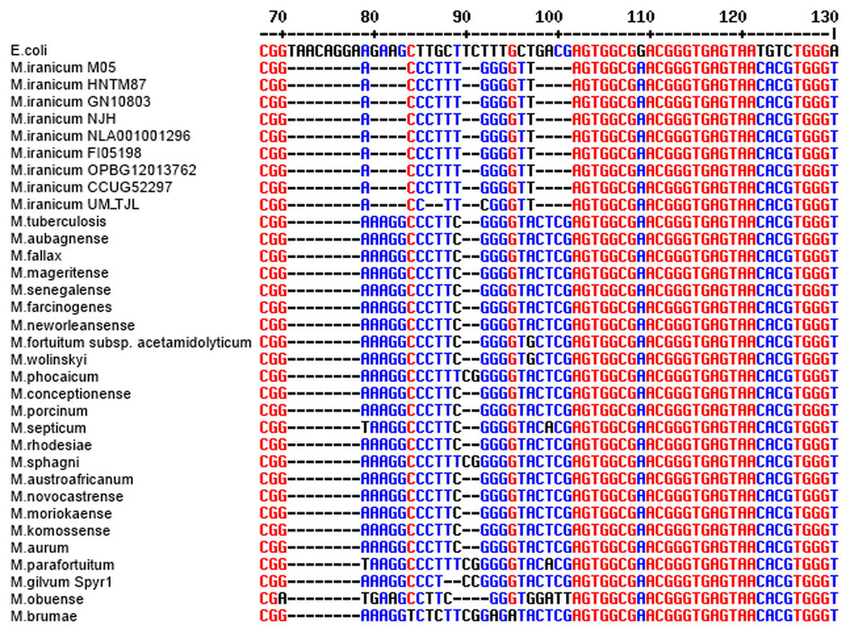 70 80 90 100 110 120 130
E.coli CGGTAACAGGAAGAAGCTTGCTTCTTTGCTGACGAGTGGCGGACGGGTGAGTAATGTCTGGGA
M.iranicum M05 CGG--------A----CCCTTT--GGGGTT----AGTGGCGAACGGGTGAGTAACACGTGGGT
M.iranicum HNTM87 CGG--------A----CCCTTT--GGGGTT----AGTGGCGAACGGGTGAGTAACACGTGGGT
M.iranicum GN10803 CGG--------A----CCCTTT--GGGGTT----AGTGGCGAACGGGTGAGTAACACGTGGGT
M.iranicum NJH CGG--------A----CCCTTT--GGGGTT----AGTGGCGAACGGGTGAGTAACACGTGGGT
M.iranicum NLA001001296 CGG--------A----CCCTTT--GGGGTT----AGTGGCGAACGGGTGAGTAACACGTGGGT
M.iranicum FI05198 CGG--------A----CCCTTT--GGGGTT----AGTGGCGAACGGGTGAGTAACACGTGGGT
M.iranicum OPBG12013762 CGG--------A----CCCTTT--GGGGTT----AGTGGCGAACGGGTGAGTAACACGTGGGT
M.iranicum CCUG52297 CGG--------A----CCCTTT--GGGGTT----AGTGGCGAACGGGTGAGTAACACGTGGGT
M.iranicum UM_TJL CGG--------A----CC--TT--CGGGTT----AGTGGCGAACGGGTGAGTAACACGTGGGT
M.tuberculosis CGG--------AAAGGCCCTTC--GGGGTACTCGAGTGGCGAACGGGTGAGTAACACGTGGGT
M.aubagnense CGG--------AAAGGCCCTTC--GGGGTACTCGAGTGGCGAACGGGTGAGTAACACGTGGGT
M.fallax CGG--------AAAGGCCCTTC--GGGGTACTCGAGTGGCGAACGGGTGAGTAACACGTGGGT
M.mageritense CGG--------AAAGGCCCTTC--GGGGTACTCGAGTGGCGAACGGGTGAGTAACACGTGGGT
M.senegalense CGG--------AAAGGCCCTTC--GGGGTACTCGAGTGGCGAACGGGTGAGTAACACGTGGGT
M.farcinogenes CGG--------AAAGGCCCTTC--GGGGTACTCGAGTGGCGAACGGGTGAGTAACACGTGGGT
M.neworleansense CGG--------AAAGGCCCTTC--GGGGTACTCGAGTGGCGAACGGGTGAGTAACACGTGGGT
M.fortuitum subsp. acetamidolyticum CGG--------AAAGGCCCTTC--GGGGTGCTCGAGTGGCGAACGGGTGAGTAACACGTGGGT
M.wolinskyi CGG--------AAAGGCCCTTC--GGGGTGCTCGAGTGGCGAACGGGTGAGTAACACGTGGGT
M.phocaicum CGG--------AAAGGCCCTTTCGGGGGTACTCGAGTGGCGAACGGGTGAGTAACACGTGGGT
M.conceptionense CGG--------AAAGGCCCTTC--GGGGTACTCGAGTGGCGAACGGGTGAGTAACACGTGGGT
M.porcinum CGG--------AAAGGCCCTTC--GGGGTACTCGAGTGGCGAACGGGTGAGTAACACGTGGGT
M.septicum CGG--------TAAGGCCCTTC--GGGGTACACGAGTGGCGAACGGGTGAGTAACACGTGGGT
M.rhodesiae CGG--------AAAGGCCCTTC--GGGGTACTCGAGTGGCGAACGGGTGAGTAACACGTGGGT
M.sphagni CGG--------AAAGGCCCTTTCGGGGGTACTCGAGTGGCGAACGGGTGAGTAACACGTGGGT
M.austroafricanum CGG--------AAAGGCCCTTC--GGGGTACTCGAGTGGCGAACGGGTGAGTAACACGTGGGT
M.novocastrense CGG--------AAAGGCCCTTC--GGGGTACTCGAGTGGCGAACGGGTGAGTAACACGTGGGT
M.moriokaense CGG--------AAAGGCCCTTC--GGGGTACTCGAGTGGCGAACGGGTGAGTAACACGTGGGT
M.komossense CGG--------AAAGGCCCTTC--GGGGTACTCGAGTGGCGAACGGGTGAGTAACACGTGGGT
M.aurum CGG--------AAAGGCCCTTC--GGGGTACTCGAGTGGCGAACGGGTGAGTAACACGTGGGT
M.parafortuitum CGG--------TAAGGCCCTTTCGGGGGTACACGAGTGGCGAACGGGTGAGTAACACGTGGGT
M.gilvum Spyr1 CGG--------AAAGGCCCT--CCGGGGTACTCGAGTGGCGAACGGGTGAGTAACACGTGGGT
M.obuense CGA--------TGAAGCCTTC----GGGTGGATTAGTGGCGAACGGGTGAGTAACACGTGGGT
M.brumae CGG--------AAAGGTCTCTTCGGAGATACTCGAGTGGCGAACGGGTGAGTAACACGTGGGT